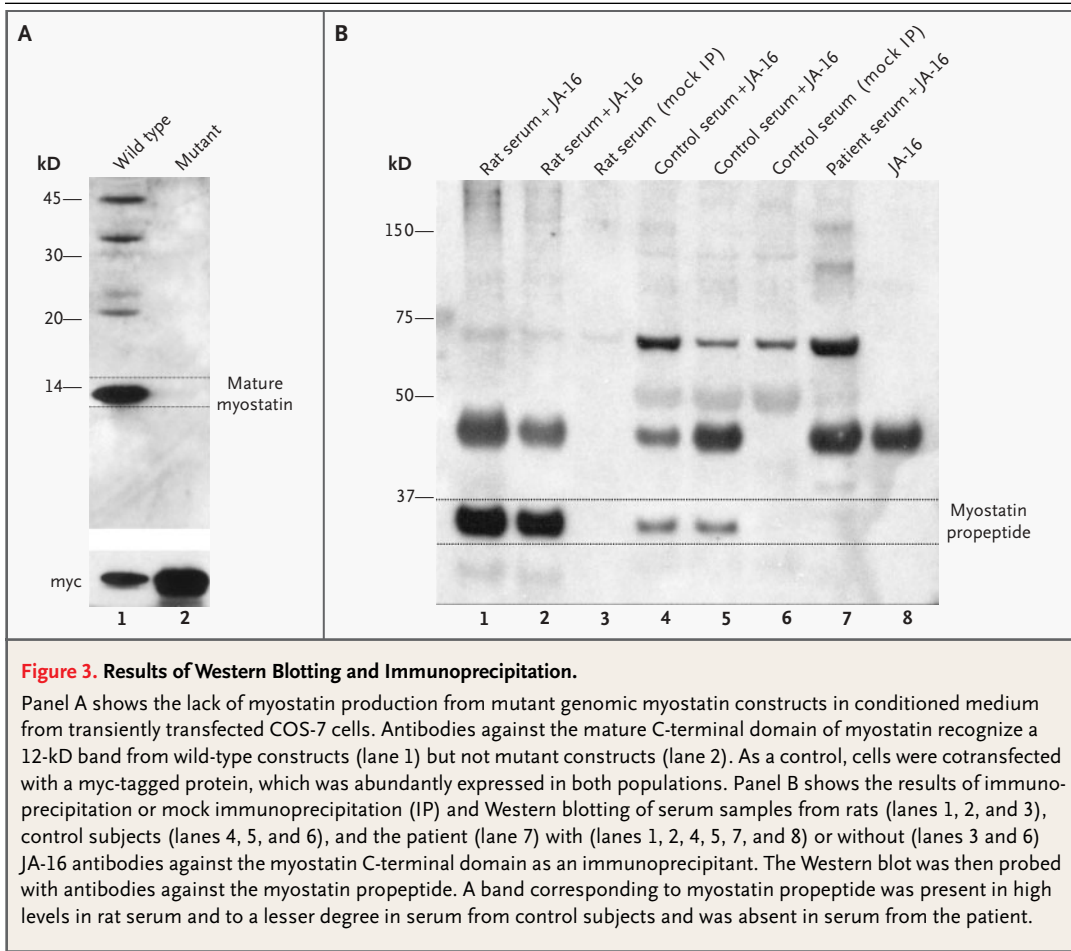 A
kD
Wild type
Mutant
45
30
20
14
Mature
myostatin
myc
1
2
B
kD
Rat serum+JA-16
Rat serum+JA-16
Rat serum (mock IP)
Control serum+JA-16
Control serum+JA-16
Control serum (mock IP)
Patient serum+JA-16
JA-16
150
75
50
37
Myostatin
propeptide
1 2 3 4 5 6 7 8
Figure 3. Results of Western Blotting and Immunoprecipitation.
Panel A shows the lack of myostatin production from mutant genomic myostatin constructs in conditioned medium
from transiently transfected COS-7 cells. Antibodies against the mature C-terminal domain of myostatin recognize a
12-kD band from wild-type constructs (lane 1) but not mutant constructs (lane 2). As a control, cells were cotransfected
with a myc-tagged protein, which was abundantly expressed in both populations. Panel B shows the results of immuno-
precipitation or mock immunoprecipitation (IP) and Western blotting of serum samples from rats (lanes 1, 2, and 3),
control subjects (lanes 4, 5, and 6), and the patient (lane 7) with (lanes 1, 2, 4, 5, 7, and 8) or without (lanes 3 and 6)
JA-16 antibodies against the myostatin C-terminal domain as an immunoprecipitant. The Western blot was then probed
with antibodies against the myostatin propeptide. A band corresponding to myostatin propeptide was present in high
levels in rat serum and to a lesser degree in serum from control subjects and was absent in serum from the patient.